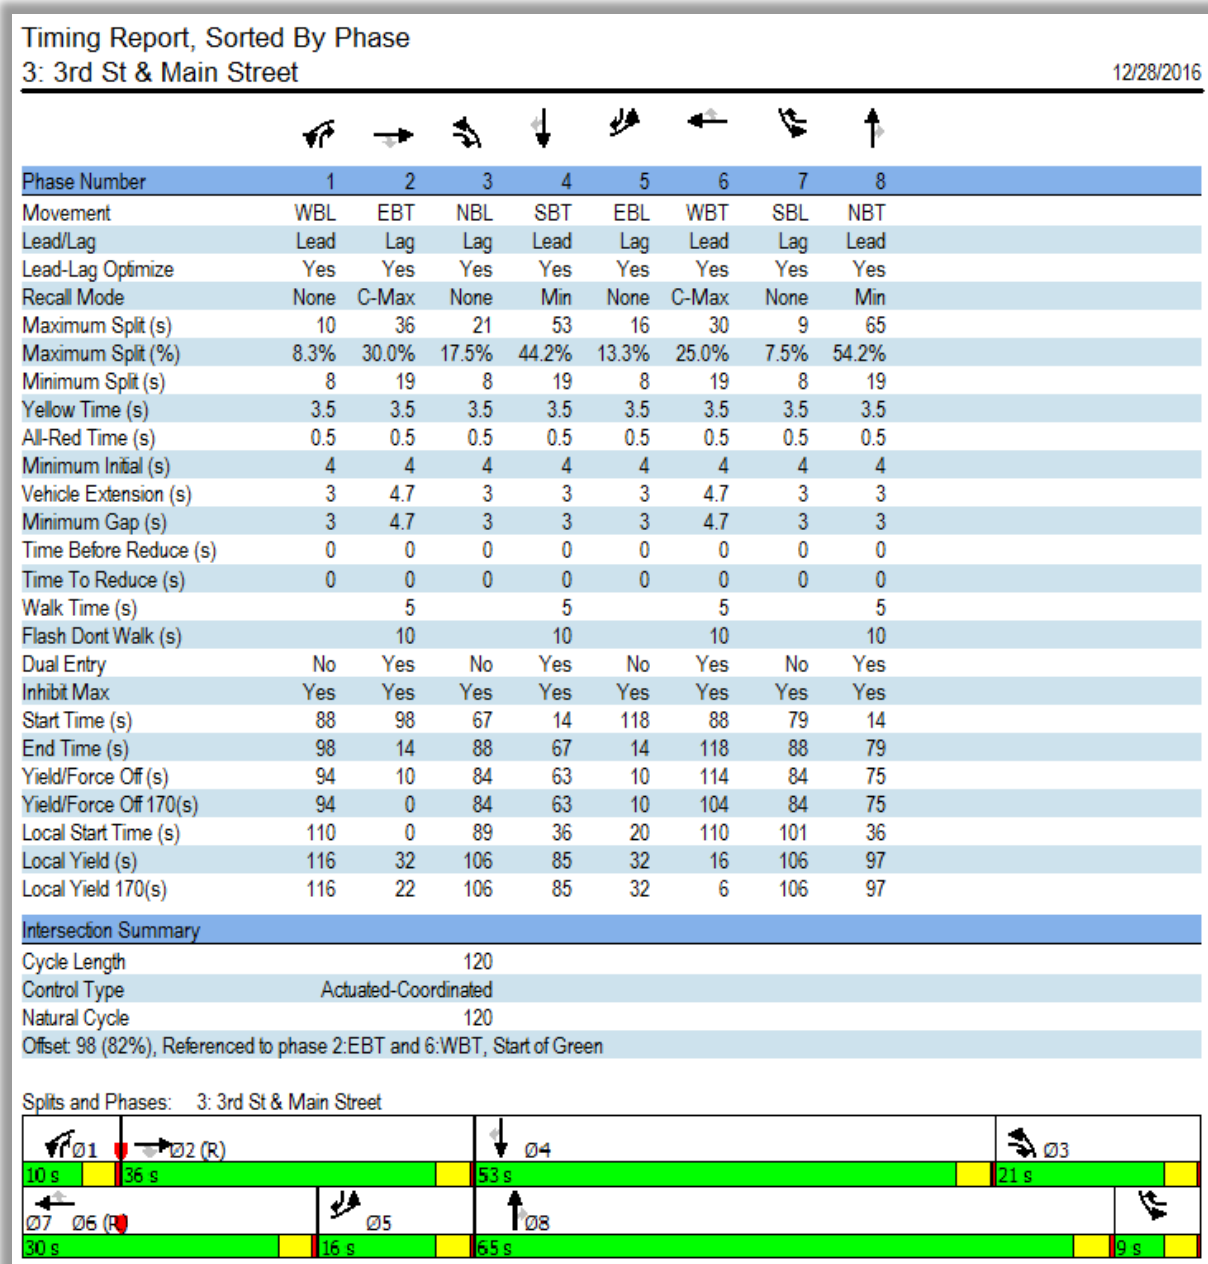 Timing Report, Sorted By Phase
3: 3rd St & Main Street 12/28/2016
Phase Number 1 2 3 4 5 6 7 8
Movement WBL EBT NBL SBT EBL WBT SBL NBT
Lead/Lag Lead Lag Lag Lead Lag Lead Lag Lead
Lead-Lag Optimize Yes Yes Yes Yes Yes Yes Yes Yes
Recall Mode None C-Max None Min None C-Max None Min
Maximum Split (s) 10 36 21 53 16 30 9 65
Maximum Split (%) 8.3% 30.0% 17.5% 44.2% 13.3% 25.0% 7.5% 54.2%
Minimum Split (s) 8 19 8 19 8 19 8 19
Yellow Time (s) 3.5 3.5 3.5 3.5 3.5 3.5 3.5 3.5
All-Red Time (s) 0.5 0.5 0.5 0.5 0.5 0.5 0.5 0.5
Minimum Initial (s) 4 4 4 4 4 4 4 4
Vehicle Extension (s) 3 4.7 3 3 3 4.7 3 3
Minimum Gap (s) 3 4.7 3 3 3 4.7 3 3
Time Before Reduce (s) 0 0 0 0 0 0 0 0
Time To Reduce (s) 0 0 0 0 0 0 0 0
Walk Time (s) 5 5 5 5
Flash Dont Walk (s) 10 10 10 10
Dual Entry No Yes No Yes No Yes No Yes
Inhibit Max Yes Yes Yes Yes Yes Yes Yes Yes
Start Time (s) 88 98 67 14 118 88 79 14
End Time (s) 98 14 88 67 14 118 88 79
Yield/Force Off (s) 94 10 84 63 10 114 84 75
Yield/Force Off 170(s) 94 0 84 63 10 104 84 75
Local Start Time (s) 110 0 89 36 20 110 101 36
Local Yield (s) 116 32 106 85 32 16 106 97
Local Yield 170(s) 116 22 106 85 32 6 106 97
Intersection Summary
Cycle Length 120
Control Type Actuated-Coordinated
Natural Cycle 120
Offset: 98 (82%), Referenced to phase 2:EBT and 6:WBT, Start of Green
Splits and Phases: 3: 3rd St & Main Street
Ø1 Ø2 (R) Ø4 Ø3
10 s 36 s 53 s 21 s
Ø7 Ø6 (R) Ø5 Ø8
30 s 16 s 65 s 9 s